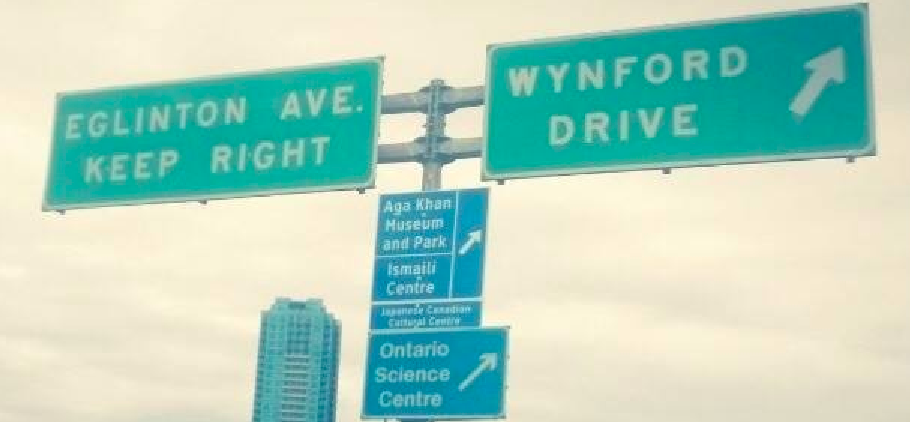 EGLINTON AVE.
KEEP RIGHT
WYNFORD
DRIVE
Aga Khan
Museum
and Park
Ismaili
Centre
Japanese Canadian
Cultural Centre
Ontario
Science
Centre